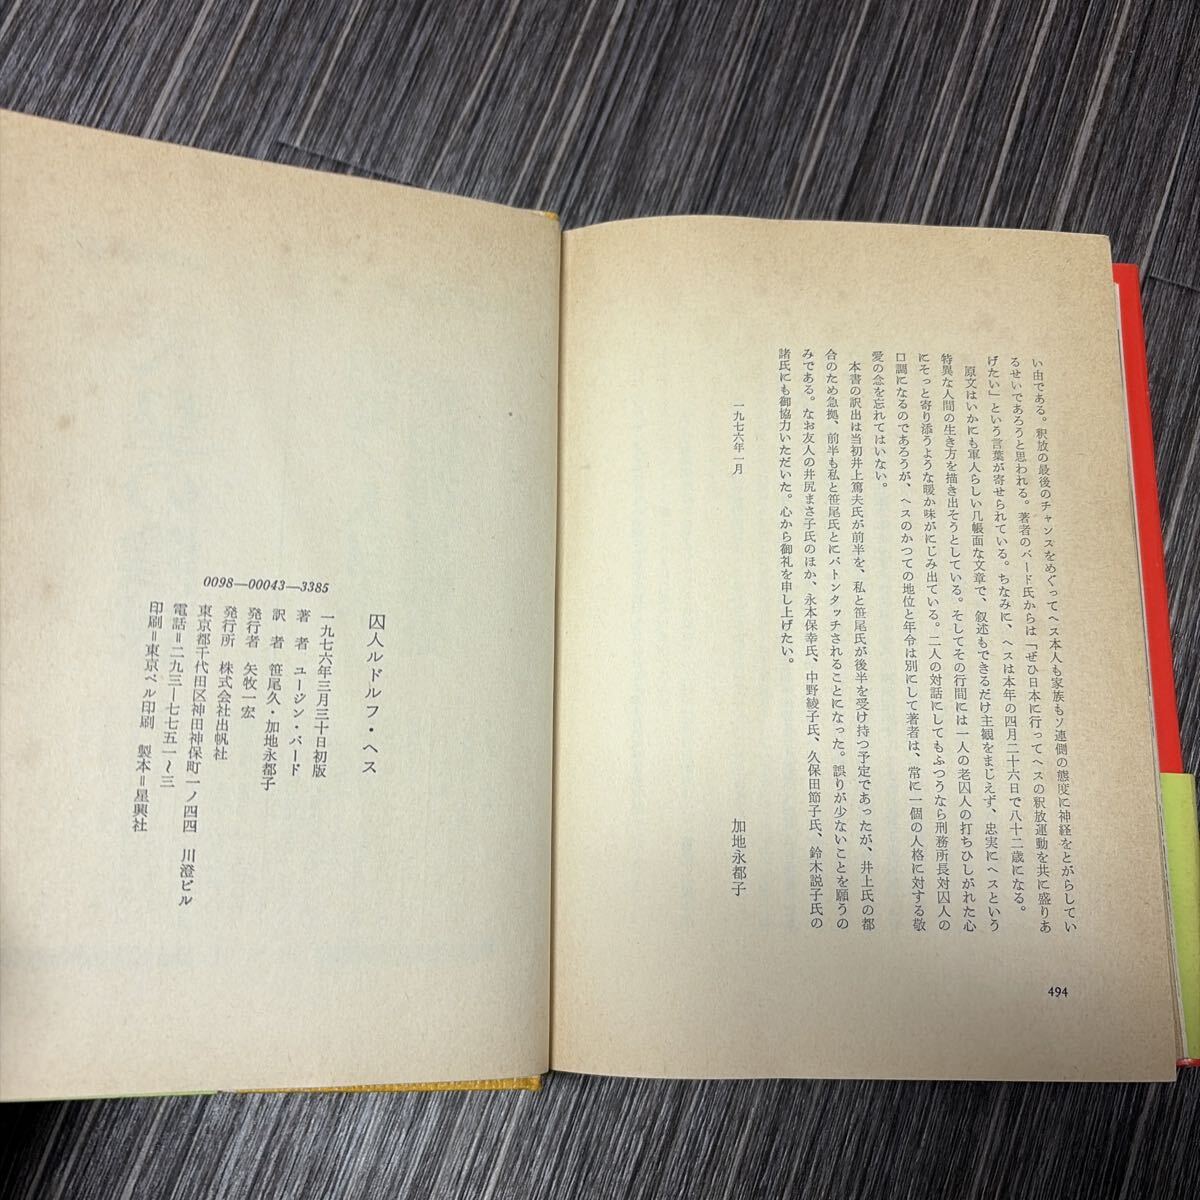 い由である。釈放の最後のチャンスをめぐってヘス本人も家族もソ連側の態度に神経をとがらしてい
るせいであろうと思われる。著者のバード氏からは「ぜひ日本に行ってヘスの釈放運動を共に盛りあ
げたい」という言葉が寄せられている。ちなみに、ヘスは本年の四月二十六日で八十二歳になる。
原文はいかにも軍人らしい几帳面な文章で、叙述もできるだけ主観をまじえず、忠実にヘスという
特異な人間の生き方を描き出そうとしている。そしてその行間には一人の老囚人の打ちひしがれた心
にそっと寄り添うような暖か味がにじみ出ている。二人の対話にしてもふつうなら刑務所長対囚人の
口調になるのであろうが、ヘスのかつての地位と年令は別にして著者は、常に一個の人格に対する敬
愛の念を忘れてはいない。
本書の訳出は当初井上篤夫氏が前半を、私と笹尾氏が後半を受け持つ予定であったが、井上氏の都
合のため急拠、前半も私と笹尾氏とにバトンタッチされることになった。誤りが少ないことを願うの
みである。なお友人の井尻まさ子氏のほか、永本保幸氏、中野綾子氏、久保田節子氏、鈴木説子氏の
諸氏にも御協力いただいた。心から御礼を申し上げたい。
一九七六年一月
加地永都子
494
囚人ルドルフ・ヘス
一九七六年三月三十日初版
著 者 ユージン・バード
訳 者 笹尾久・加地永都子
発行者 矢牧一宏
発行所 株式会社出帆社
東京都千代田区神田神保町一ノ四四 川澄ビル
電話＝二九三―七七五一〜三
印刷＝東京ベル印刷 製本＝星興社
0098—00043—3385